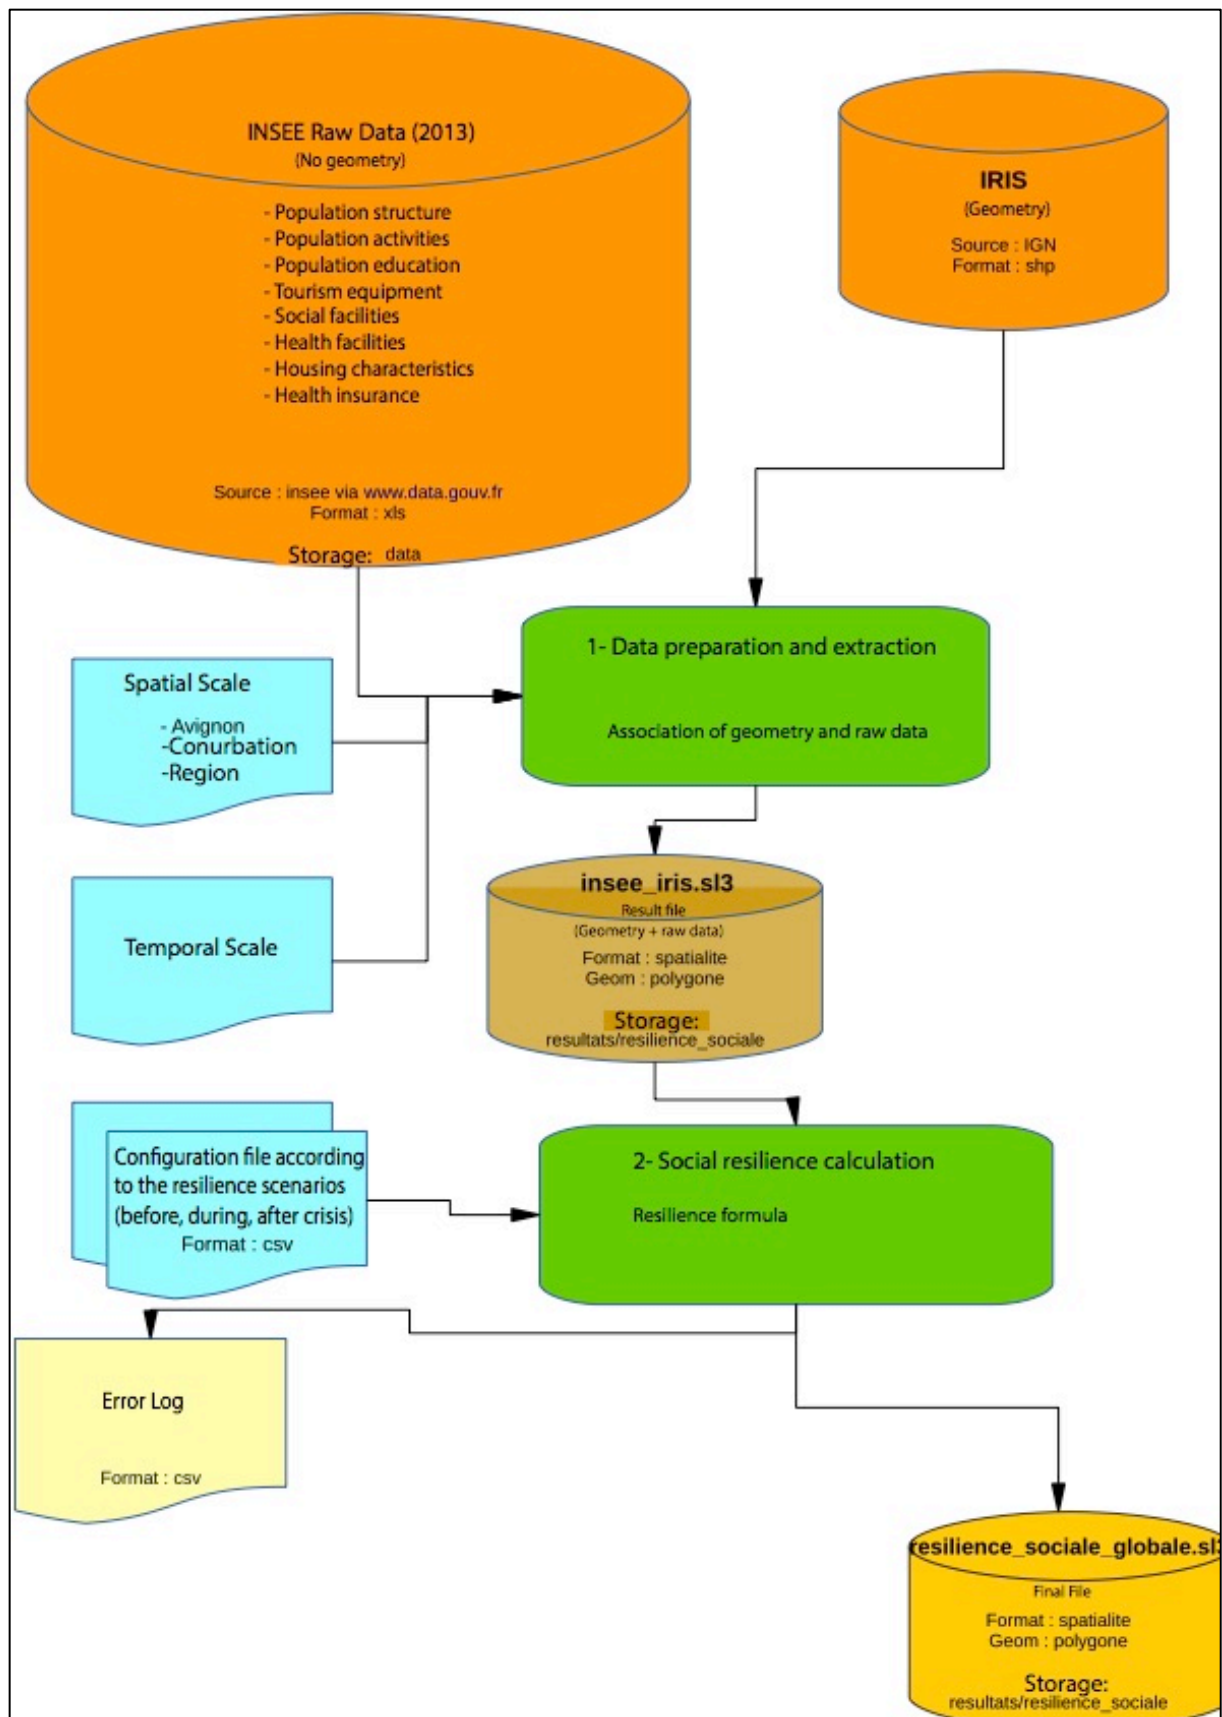 INSEE Raw Data (2013)
(No geometry)
- Population structure
- Population activities
- Population education
- Tourism equipment
- Social facilities
- Health facilities
- Housing characteristics
- Health insurance
Source : insee via www.data.gouv.fr
Format : xls
Storage: data
IRIS
(Geometry)
Source : IGN
Format : shp
1- Data preparation and extraction
Association of geometry and raw data
Spatial Scale
- Avignon
-Conurbation
-Region
Temporal Scale
insee_iris.sl3
Result file
(Geometry + raw data)
Format : spatialite
Geom : polygone
Storage:
resultats/resilience_sociale
Configuration file according
to the resilience scenarios
(before, during, after crisis)
Format : csv
2- Social resilience calculation
Resilience formula
Error Log
Format : csv
resilience_sociale_globale.sl3
Final File
Format : spatialite
Geom : polygone
Storage:
resultats/resilience_sociale